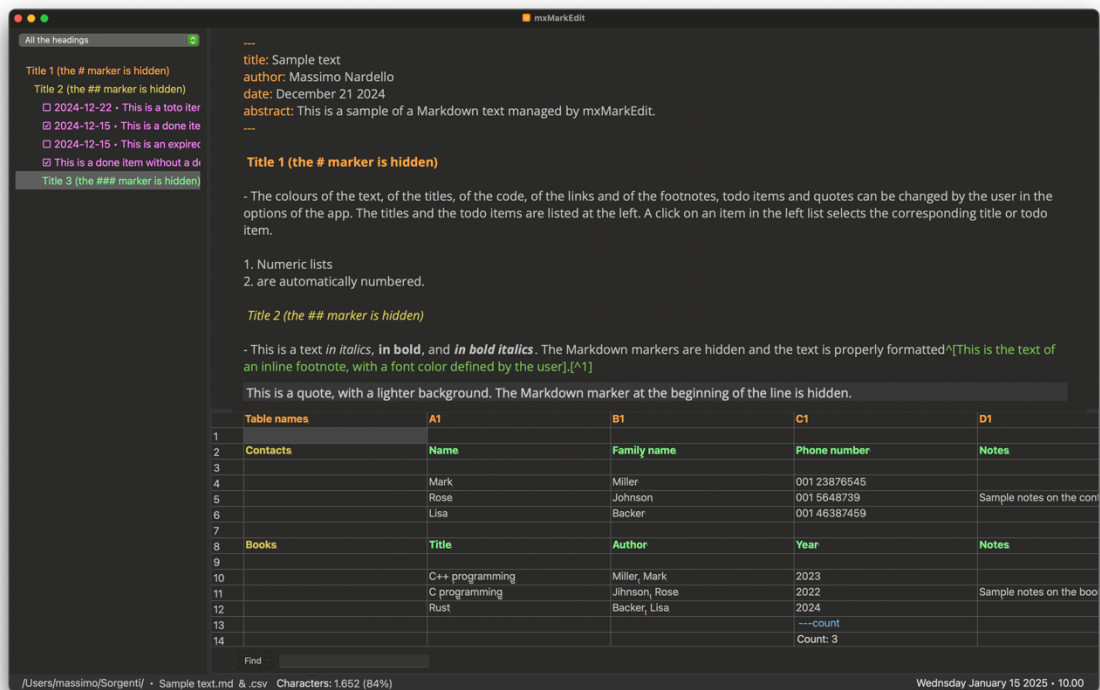 mxMarkEdit
All the headings
Title 1 (the # marker is hidden)
Title 2 (the ## marker is hidden)
☐ 2024-12-22 • This is a toto iter
☑ 2024-12-15 • This is a done ite
☐ 2024-12-15 • This is an expired
☑ This is a done item without a de
Title 3 (the ### marker is hidden)
---
title: Sample text
author: Massimo Nardello
date: December 21 2024
abstract: This is a sample of a Markdown text managed by mxMarkEdit.
---
Title 1 (the # marker is hidden)
- The colours of the text, of the titles, of the code, of the links and of the footnotes, todo items and quotes can be changed by the user in the
options of the app. The titles and the todo items are listed at the left. A click on an item in the left list selects the corresponding title or todo
item.
1. Numeric lists
2. are automatically numbered.
Title 2 (the ## marker is hidden)
- This is a text in italics, in bold, and in bold italics. The Markdown markers are hidden and the text is properly formatted^[This is the text of
an inline footnote, with a font color defined by the user].[^1]
This is a quote, with a lighter background. The Markdown marker at the beginning of the line is hidden.
Table names A1 B1 C1 D1
1
2 Contacts Name Family name Phone number Notes
3
4 Mark Miller 001 23876545
5 Rose Johnson 001 5648739 Sample notes on the cont
6 Lisa Backer 001 46387459
7
8 Books Title Author Year Notes
9
10 C++ programming Miller, Mark 2023
11 C programming Jihnson, Rose 2022 Sample notes on the boo
12 Rust Backer, Lisa 2024
13 ---count
14 Count: 3
Find
/Users/massimo/Sorgenti/ • Sample text.md & .csv Characters: 1.652 (84%) Wednsday January 15 2025 • 10.00